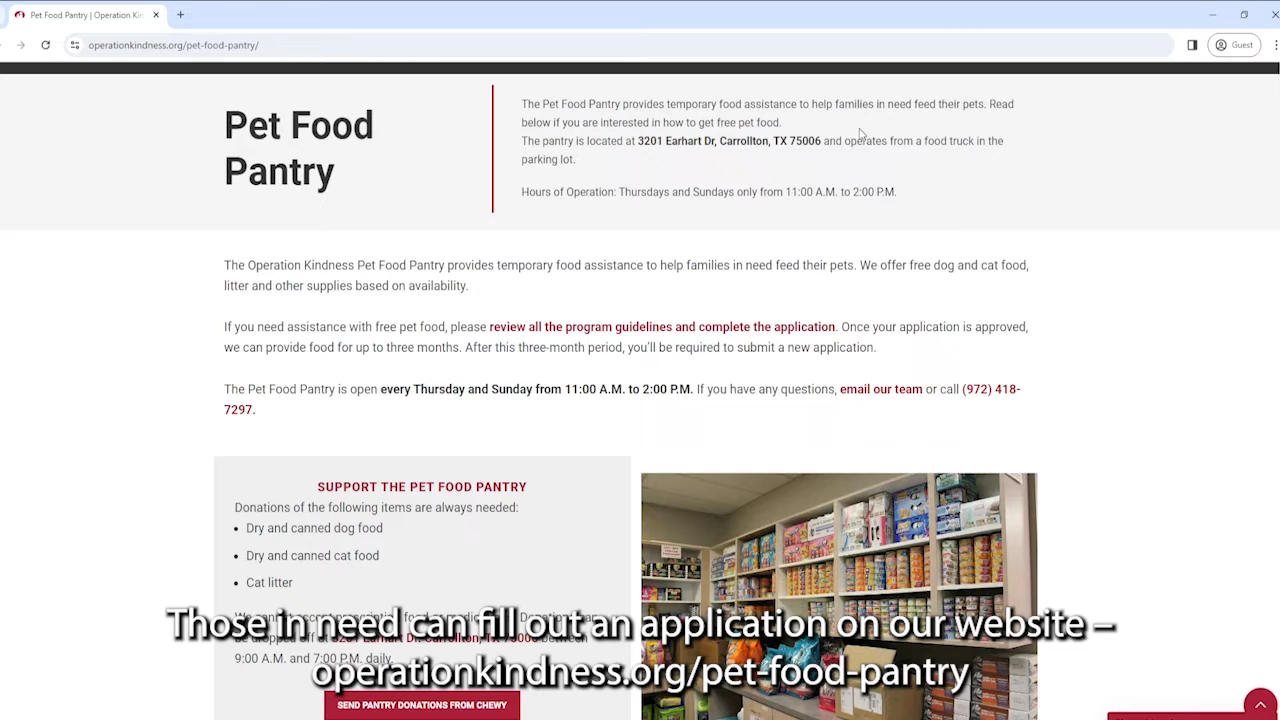 Pet Food Pantry | Operation Kin
operationkindness.org/pet-food-pantry/
Guest
Pet Food
Pantry
The Pet Food Pantry provides temporary food assistance to help families in need feed their pets. Read
below if you are interested in how to get free pet food.
The pantry is located at 3201 Earhart Dr, Carrollton, TX 75006 and operates from a food truck in the
parking lot.
Hours of Operation: Thursdays and Sundays only from 11:00 A.M. to 2:00 P.M.
The Operation Kindness Pet Food Pantry provides temporary food assistance to help families in need feed their pets. We offer free dog and cat food,
litter and other supplies based on availability.
If you need assistance with free pet food, please review all the program guidelines and complete the application. Once your application is approved,
we can provide food for up to three months. After this three-month period, you'll be required to submit a new application.
The Pet Food Pantry is open every Thursday and Sunday from 11:00 A.M. to 2:00 P.M. If you have any questions, email our team or call (972) 418-
7297.
SUPPORT THE PET FOOD PANTRY
Donations of the following items are always needed:
• Dry and canned dog food
• Dry and canned cat food
• Cat litter
Those in need can fill out an application on our website –
9:00 A.M. and 7:00 P.M. daily.
operationkindness.org/pet-food-pantry
SEND PANTRY DONATIONS FROM CHEWY